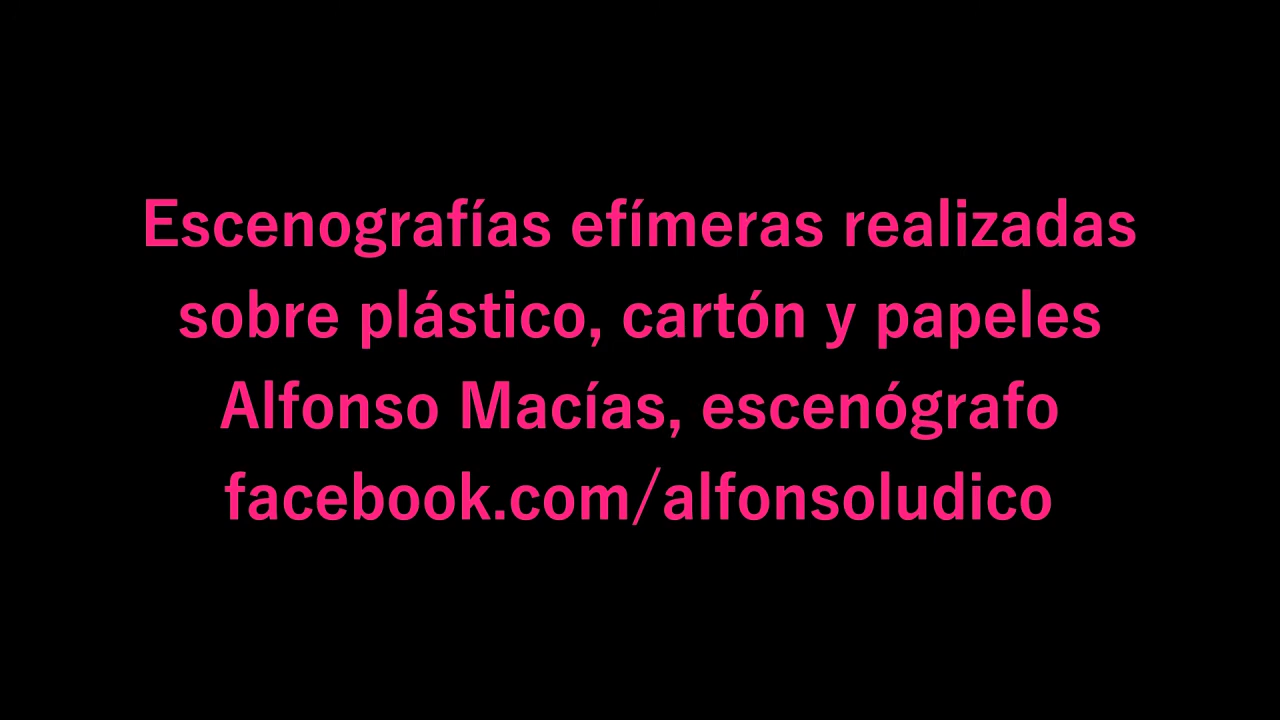 Escenografías efímeras realizadas
sobre plástico, cartón y papeles
Alfonso Macías, escenógrafo
facebook.com/alfonsoludico